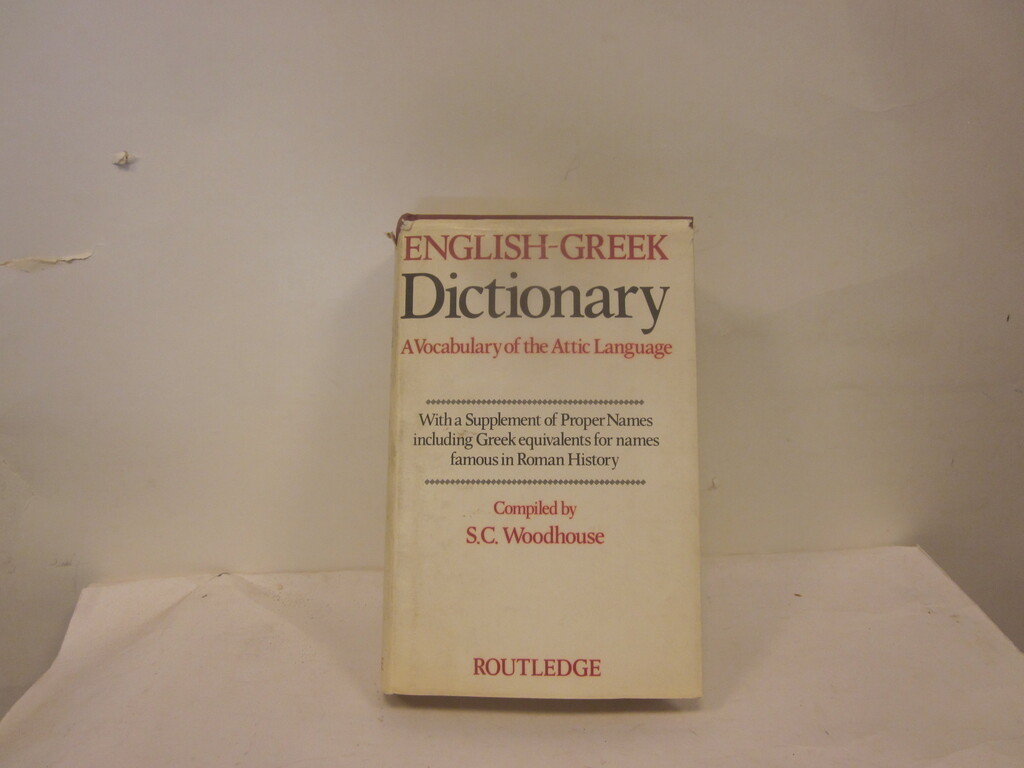 ENGLISH-GREEK
Dictionary
A Vocabulary of the Attic Language
With a Supplement of Proper Names
including Greek equivalents for names
famous in Roman History
Compiled by
S.C. Woodhouse
ROUTLEDGE